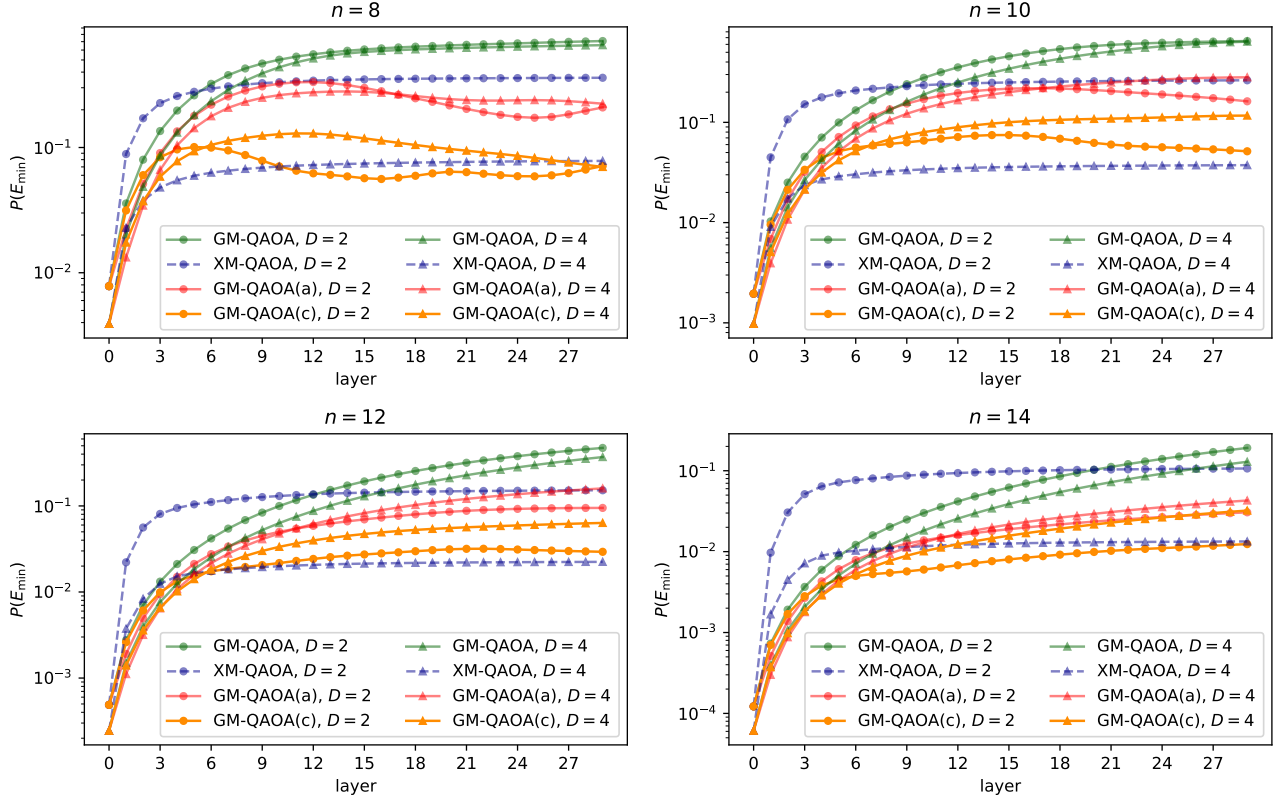 n = 8
P(E_min)
10⁻¹
10⁻²
GM-QAOA, D = 2
XM-QAOA, D = 2
GM-QAOA(a), D = 2
GM-QAOA(c), D = 2
GM-QAOA, D = 4
XM-QAOA, D = 4
GM-QAOA(a), D = 4
GM-QAOA(c), D = 4
0 3 6 9 12 15 18 21 24 27
layer
n = 10
P(E_min)
10⁻¹
10⁻²
10⁻³
GM-QAOA, D = 2
XM-QAOA, D = 2
GM-QAOA(a), D = 2
GM-QAOA(c), D = 2
GM-QAOA, D = 4
XM-QAOA, D = 4
GM-QAOA(a), D = 4
GM-QAOA(c), D = 4
0 3 6 9 12 15 18 21 24 27
layer
n = 12
P(E_min)
10⁻¹
10⁻²
10⁻³
GM-QAOA, D = 2
XM-QAOA, D = 2
GM-QAOA(a), D = 2
GM-QAOA(c), D = 2
GM-QAOA, D = 4
XM-QAOA, D = 4
GM-QAOA(a), D = 4
GM-QAOA(c), D = 4
0 3 6 9 12 15 18 21 24 27
layer
n = 14
P(E_min)
10⁻¹
10⁻²
10⁻³
10⁻⁴
GM-QAOA, D = 2
XM-QAOA, D = 2
GM-QAOA(a), D = 2
GM-QAOA(c), D = 2
GM-QAOA, D = 4
XM-QAOA, D = 4
GM-QAOA(a), D = 4
GM-QAOA(c), D = 4
0 3 6 9 12 15 18 21 24 27
layer